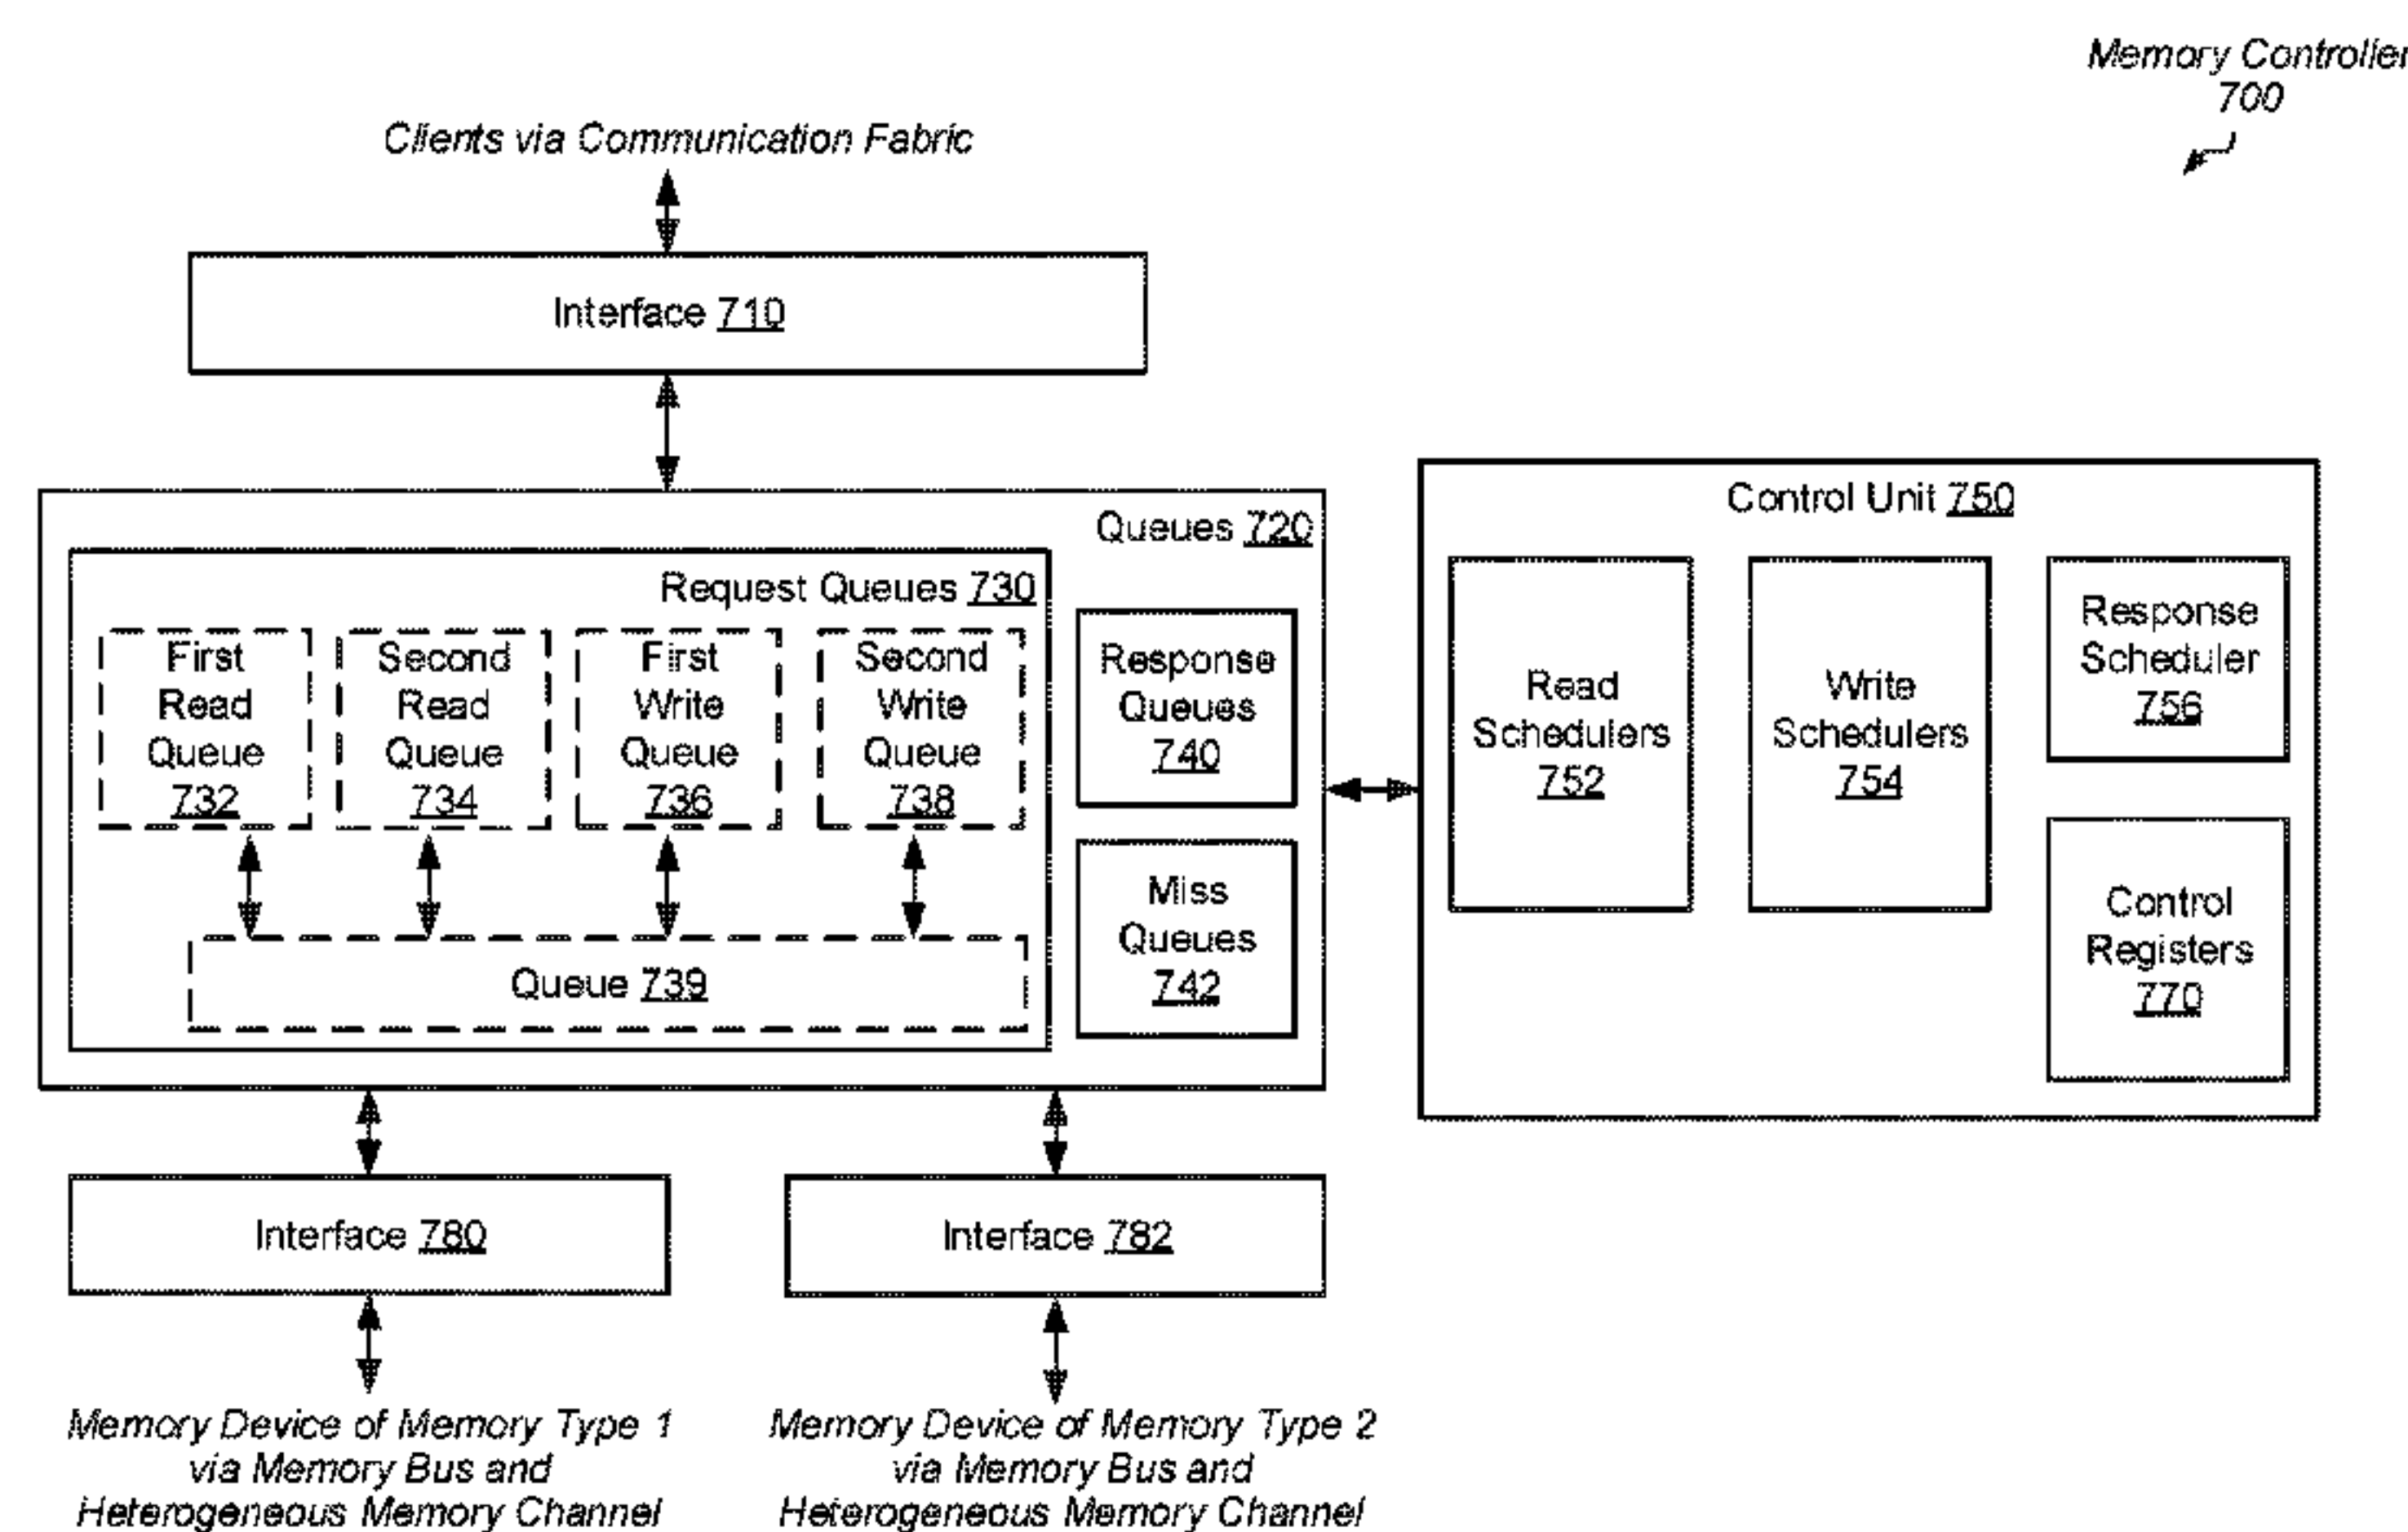 Memory Controller
700
Clients via Communication Fabric
Interface 710
Queues 720
Request Queues 730
First
Read
Queue
732
Second
Read
Queue
734
First
Write
Queue
736
Second
Write
Queue
738
Queue 739
Response
Queues
740
Miss
Queues
742
Control Unit 750
Read
Schedulers
752
Write
Schedulers
754
Response
Scheduler
756
Control
Registers
770
Interface 780
Interface 782
Memory Device of Memory Type 1
via Memory Bus and
Heterogeneous Memory Channel
Memory Device of Memory Type 2
via Memory Bus and
Heterogeneous Memory Channel